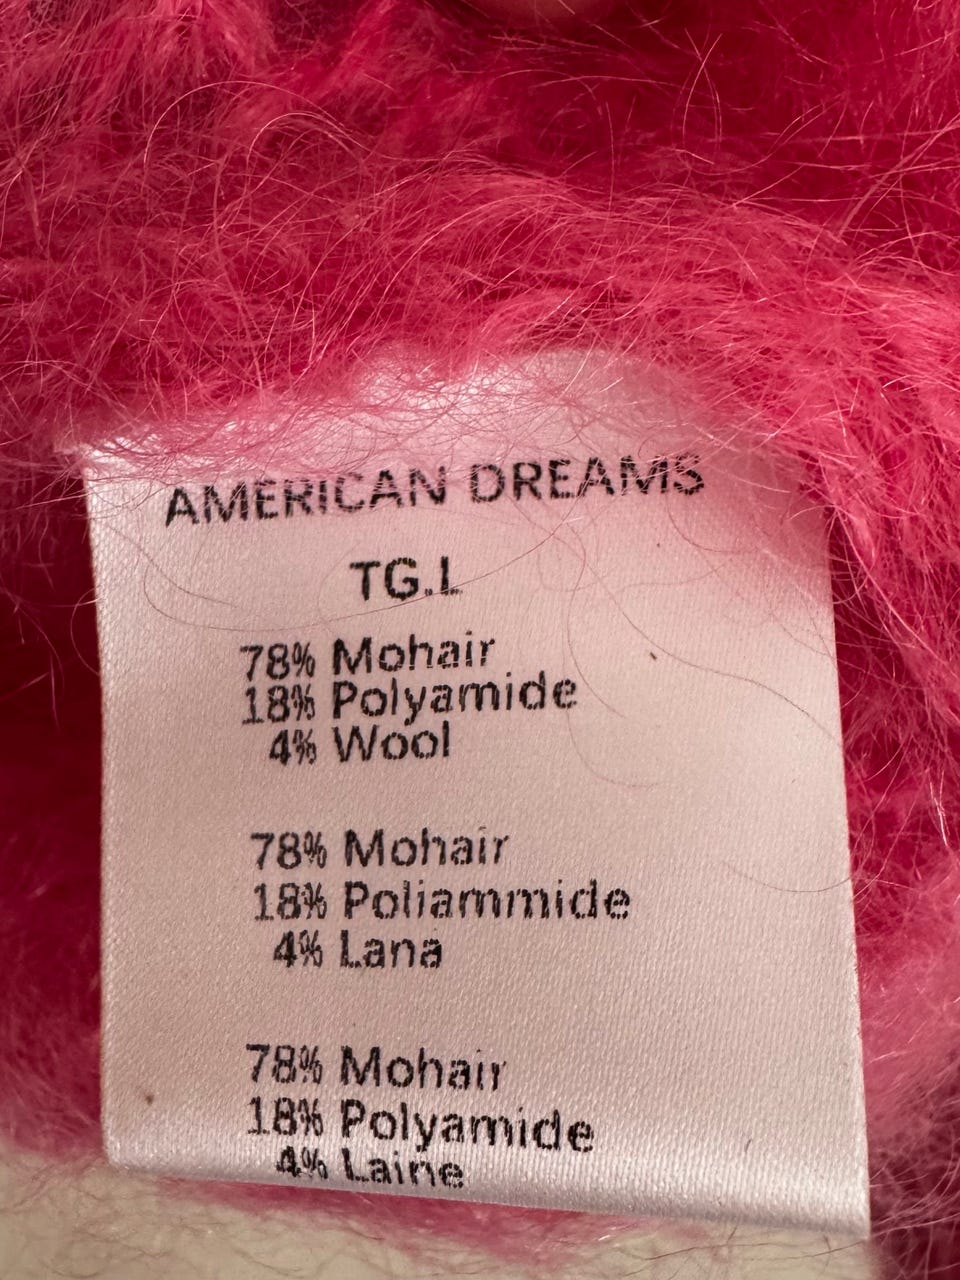 AMERICAN DREAMS
TG.L
78% Mohair
18% Polyamide
4% Wool
78% Mohair
18% Poliammide
4% Lana
78% Mohair
18% Polyamide
4% Laine